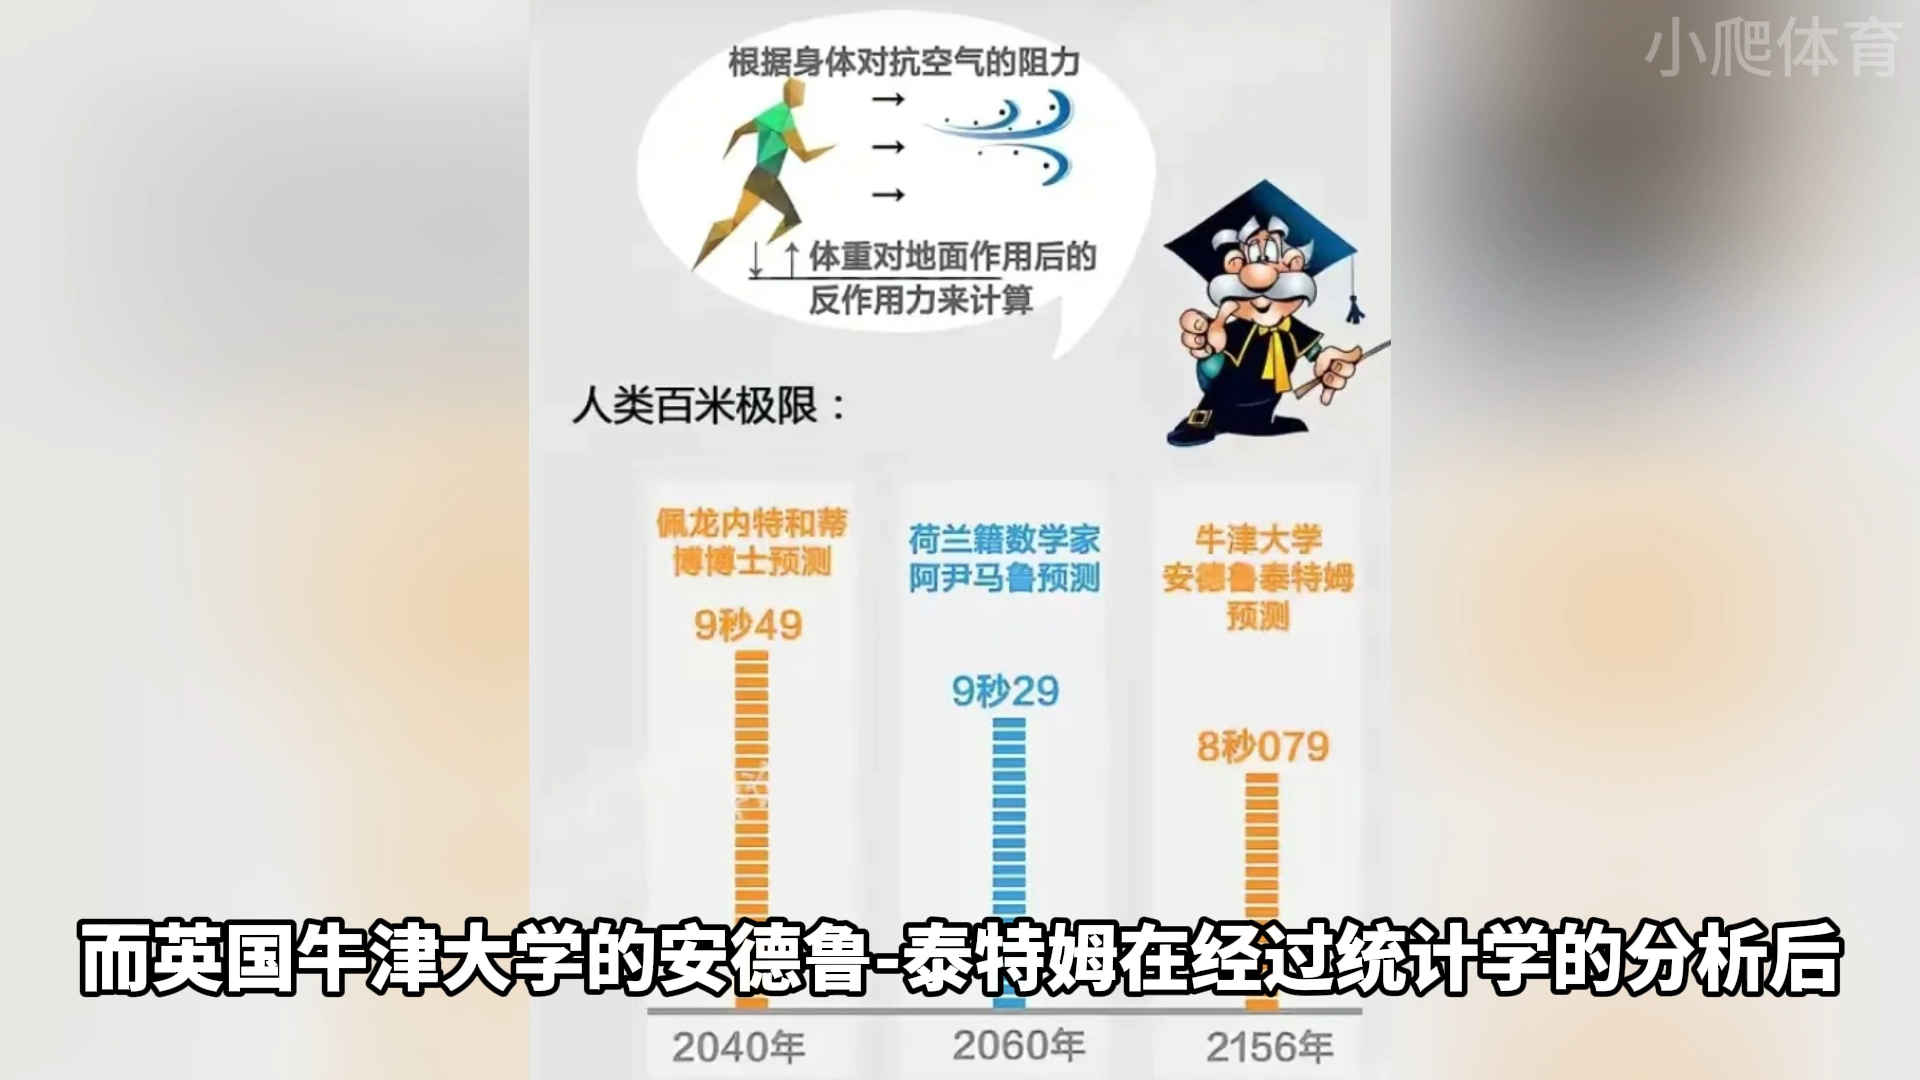 小爬体育
根据身体对抗空气的阻力
体重对地面作用后的
反作用力来计算
人类百米极限：
佩龙内特和蒂
博博士预测
9秒49
荷兰籍数学家
阿尹马鲁预测
9秒29
牛津大学
安德鲁泰特姆
预测
8秒079
而英国牛津大学的安德鲁-泰特姆在经过统计学的分析后
2040年
2060年
2156年